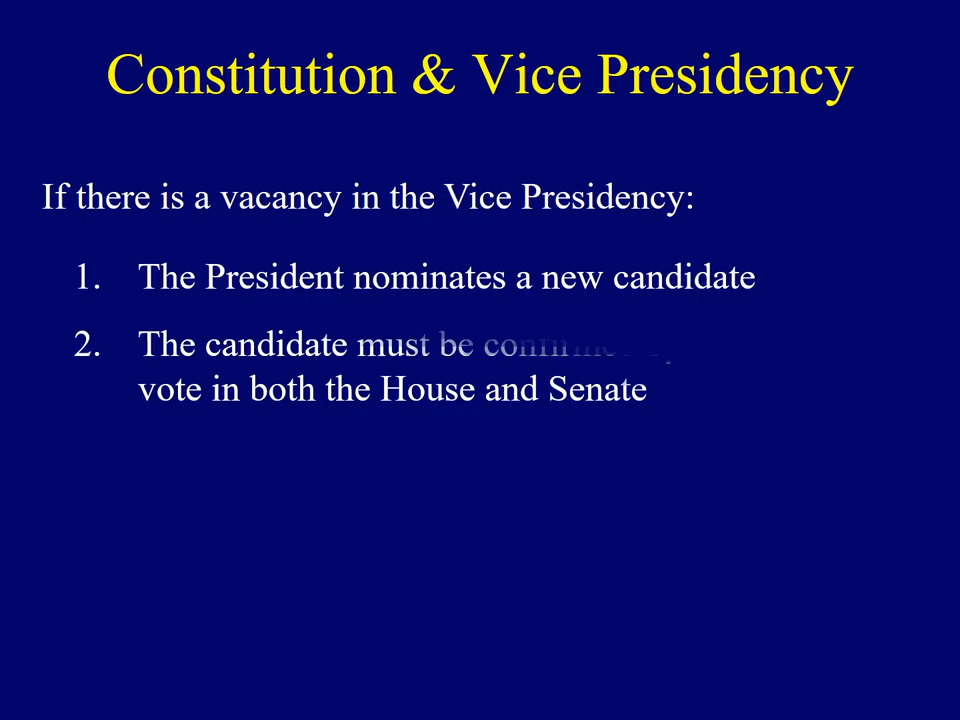 Constitution & Vice Presidency
If there is a vacancy in the Vice Presidency:
1. The President nominates a new candidate
2. The candidate must be confirmed
vote in both the House and Senate